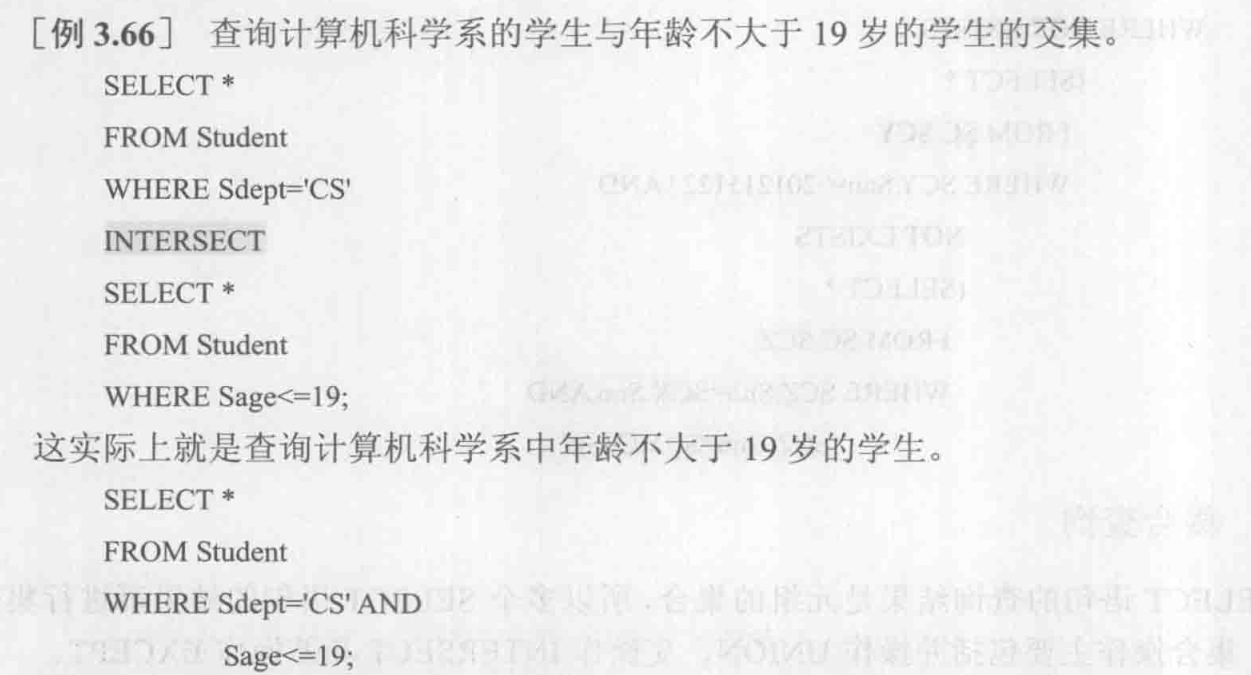 ［例 3.66］ 查询计算机科学系的学生与年龄不大于 19 岁的学生的交集。
SELECT *
FROM Student
WHERE Sdept='CS'
INTERSECT
SELECT *
FROM Student
WHERE Sage<=19;
这实际上就是查询计算机科学系中年龄不大于 19 岁的学生。
SELECT *
FROM Student
WHERE Sdept='CS'AND
Sage<=19;